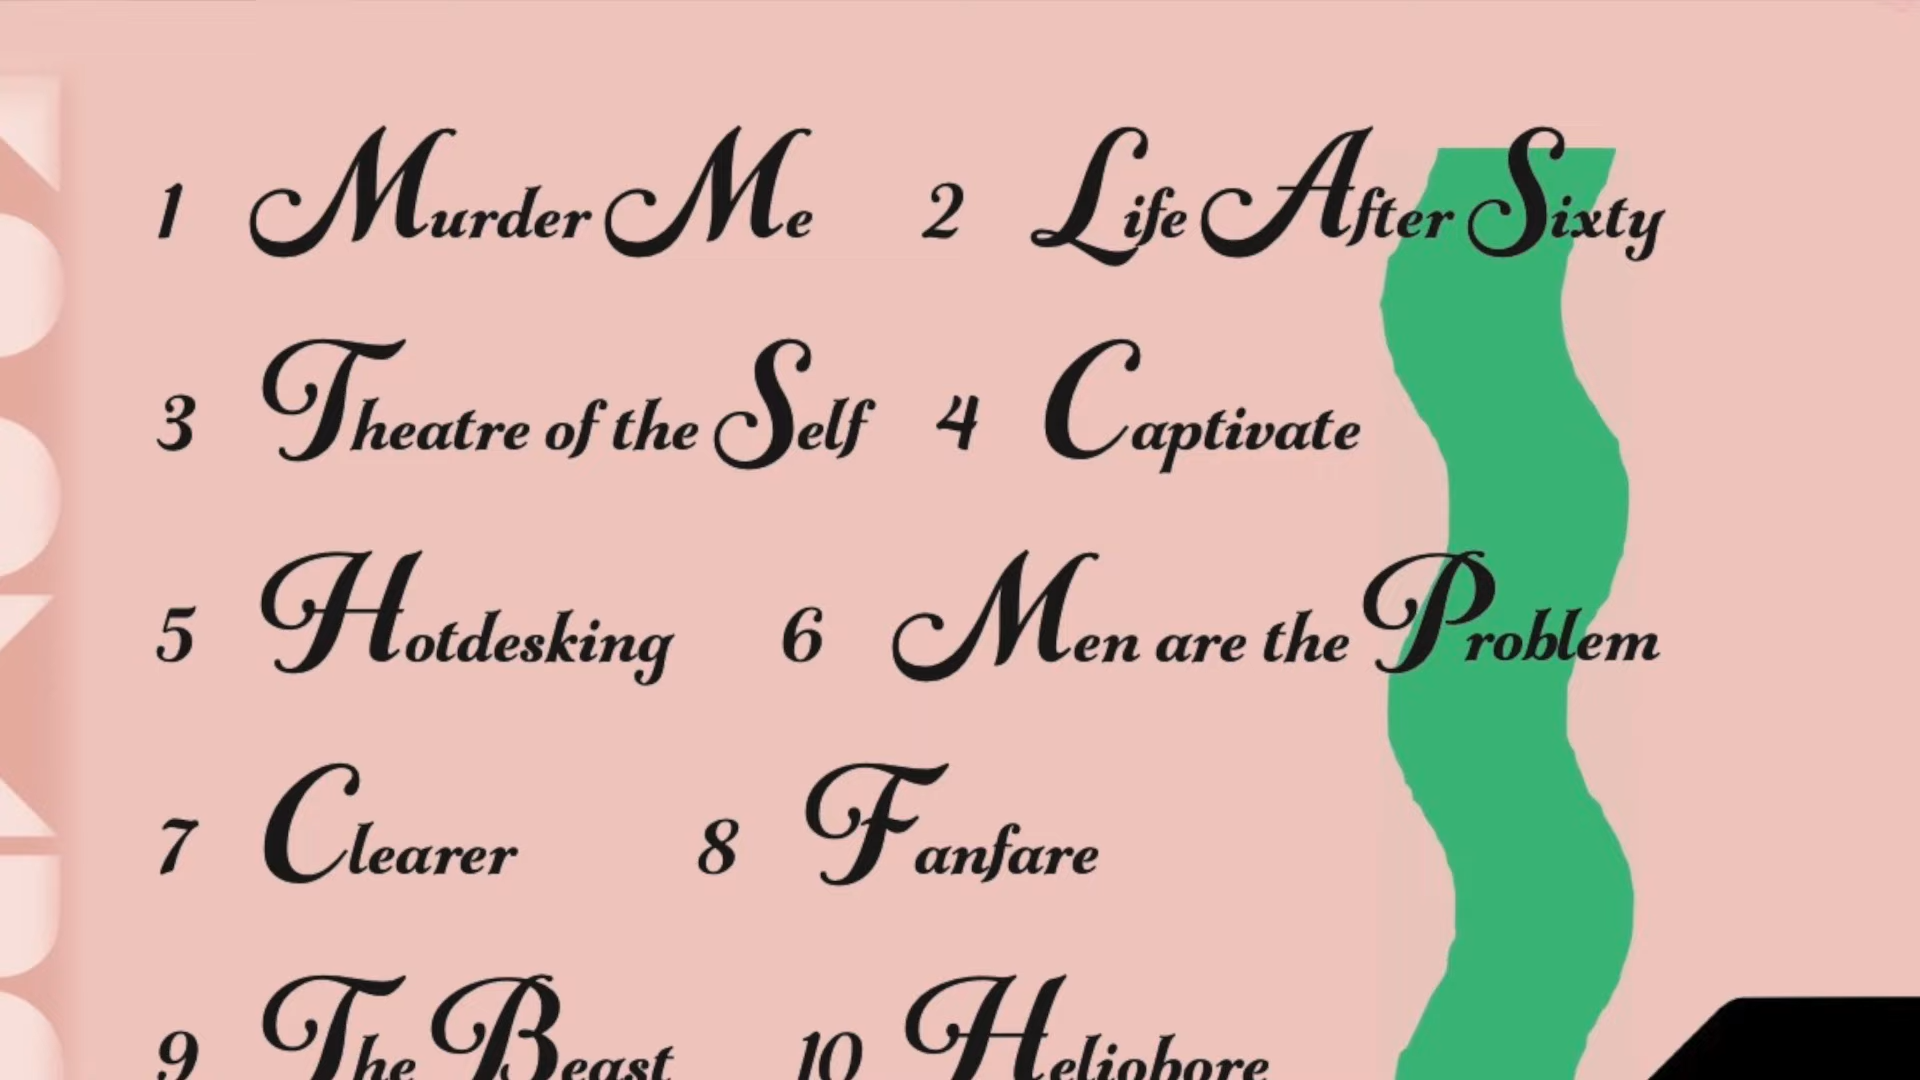 1 Murder Me 2 Life After Sixty
3 Theatre of the Self 4 Captivate
5 Hotdesking 6 Men are the Problem
7 Clearer 8 Fanfare
9 The Beast 10 Heliobore